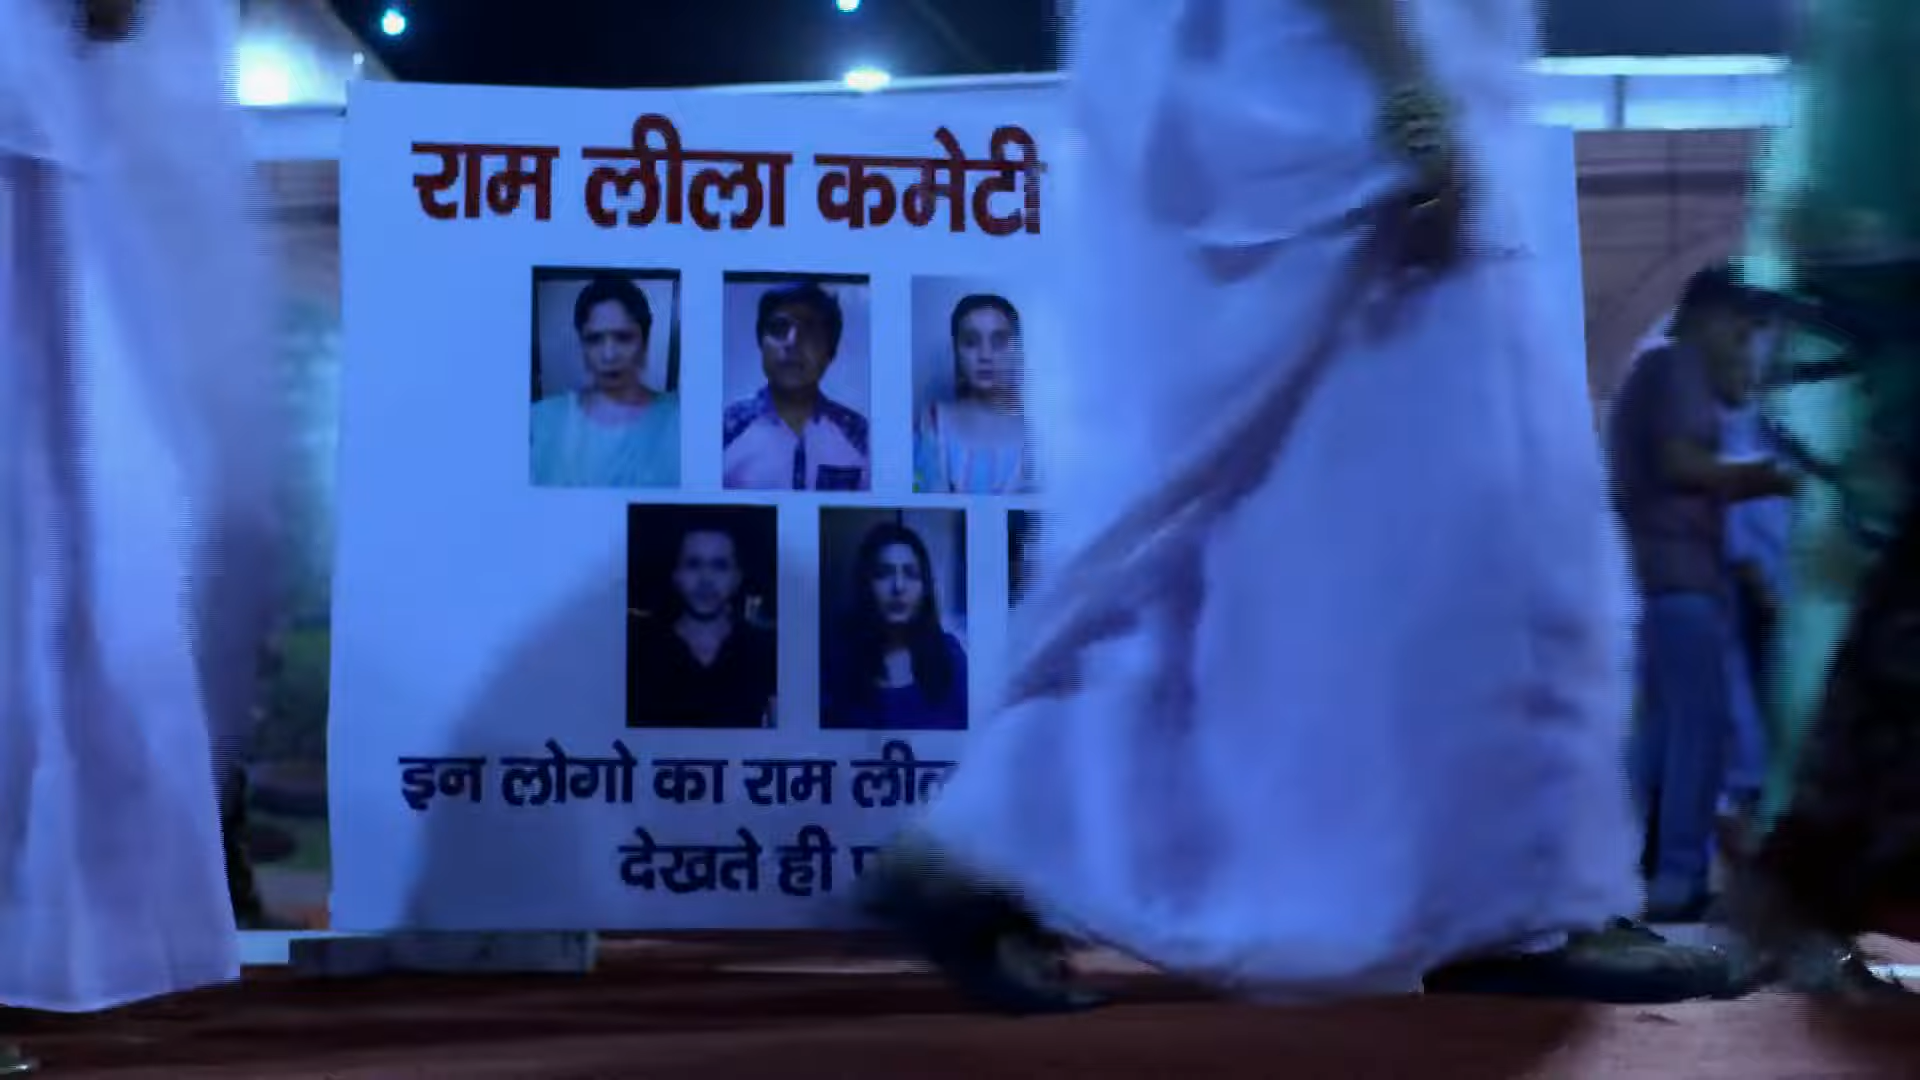 राम लीला कमेटी
इन लोगो का राम
देखते ही